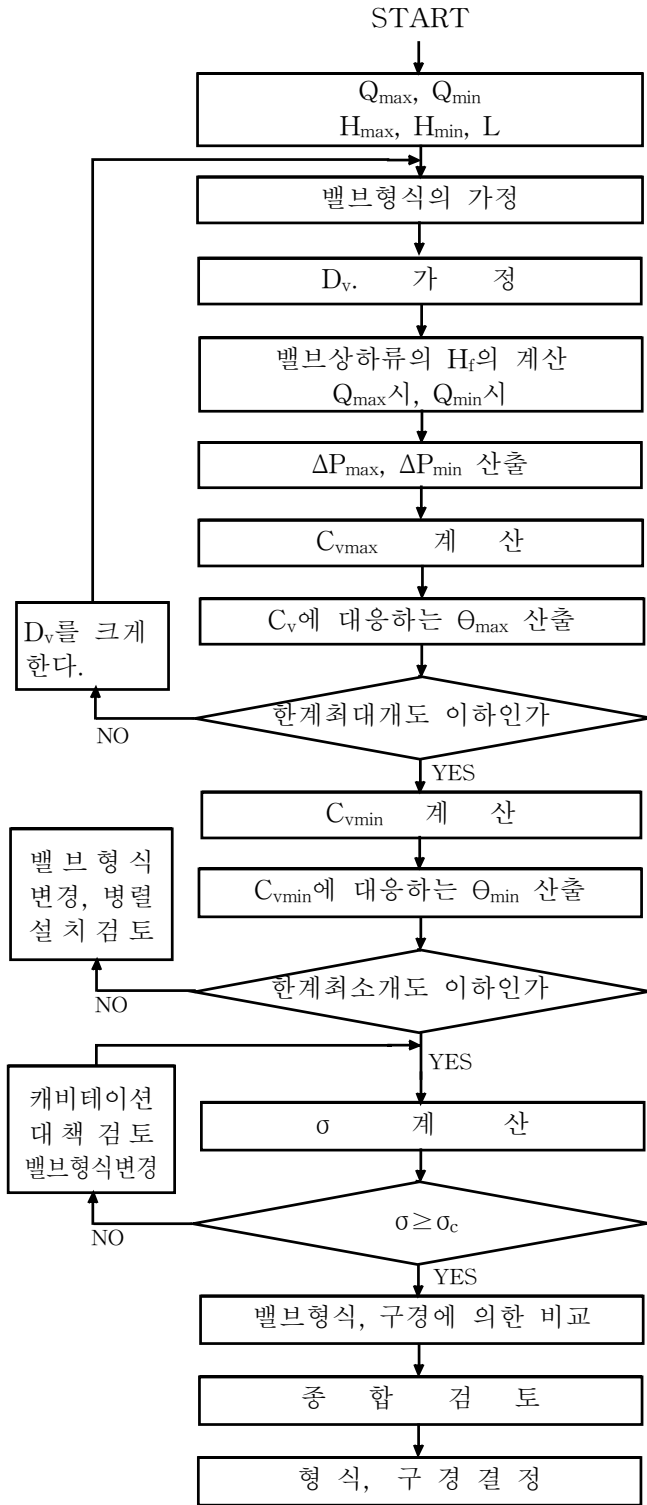 START
Qmax, Qmin
Hmax, Hmin, L
밸브형식의 가정
Dv. 가 정
밸브상하류의 Hf의 계산
Qmax시, Qmin시
ΔPmax, ΔPmin 산출
Cvmax 계 산
Cv에 대응하는 Θmax 산출
Dv를 크게
한다.
한계최대개도 이하인가
NO
YES
Cvmin 계 산
밸 브 형 식
변경, 병렬
설 치 검 토
Cvmin에 대응하는 Θmin 산출
한계최소개도 이하인가
NO
YES
캐비테이션
대 책 검 토
밸브형식변경
σ 계 산
σ≥σc
NO
YES
밸브형식, 구경에 의한 비교
종 합 검 토
형 식, 구 경 결 정